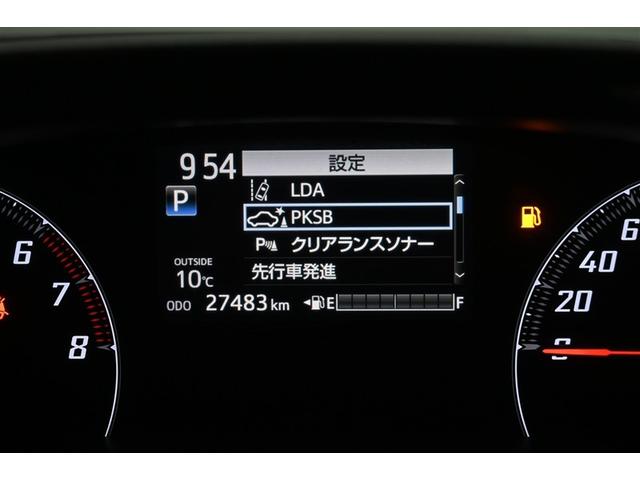 9 54
設定
LDA
P
PKSB
P クリアランスソナー
OUTSIDE
10℃
先行車発進
ODO 27483 km
E F
6
7
8
60
40
20
0